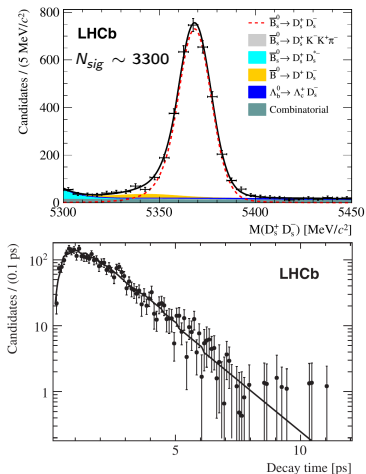 800
600
400
200
0
Candidates / (5 MeV/c²)
LHCb
N_sig ∼ 3300
B̅⁰ₛ→ D⁺ₛ D⁻ₛ
B̅⁰ₛ→ D⁺ₛ K⁻K⁺π⁻
B̅⁰ₛ→ D⁺ₛ D⁻ₛ
B̅⁰→ D⁺ D⁻ₛ
Λ⁰_b→ Λ⁺_c D⁻ₛ
Combinatorial
5300 5350 5400 5450
M(D⁺ₛ D⁻ₛ) [MeV/c²]
Candidates / (0.1 ps)
10²
10
1
LHCb
5 10
Decay time [ps]